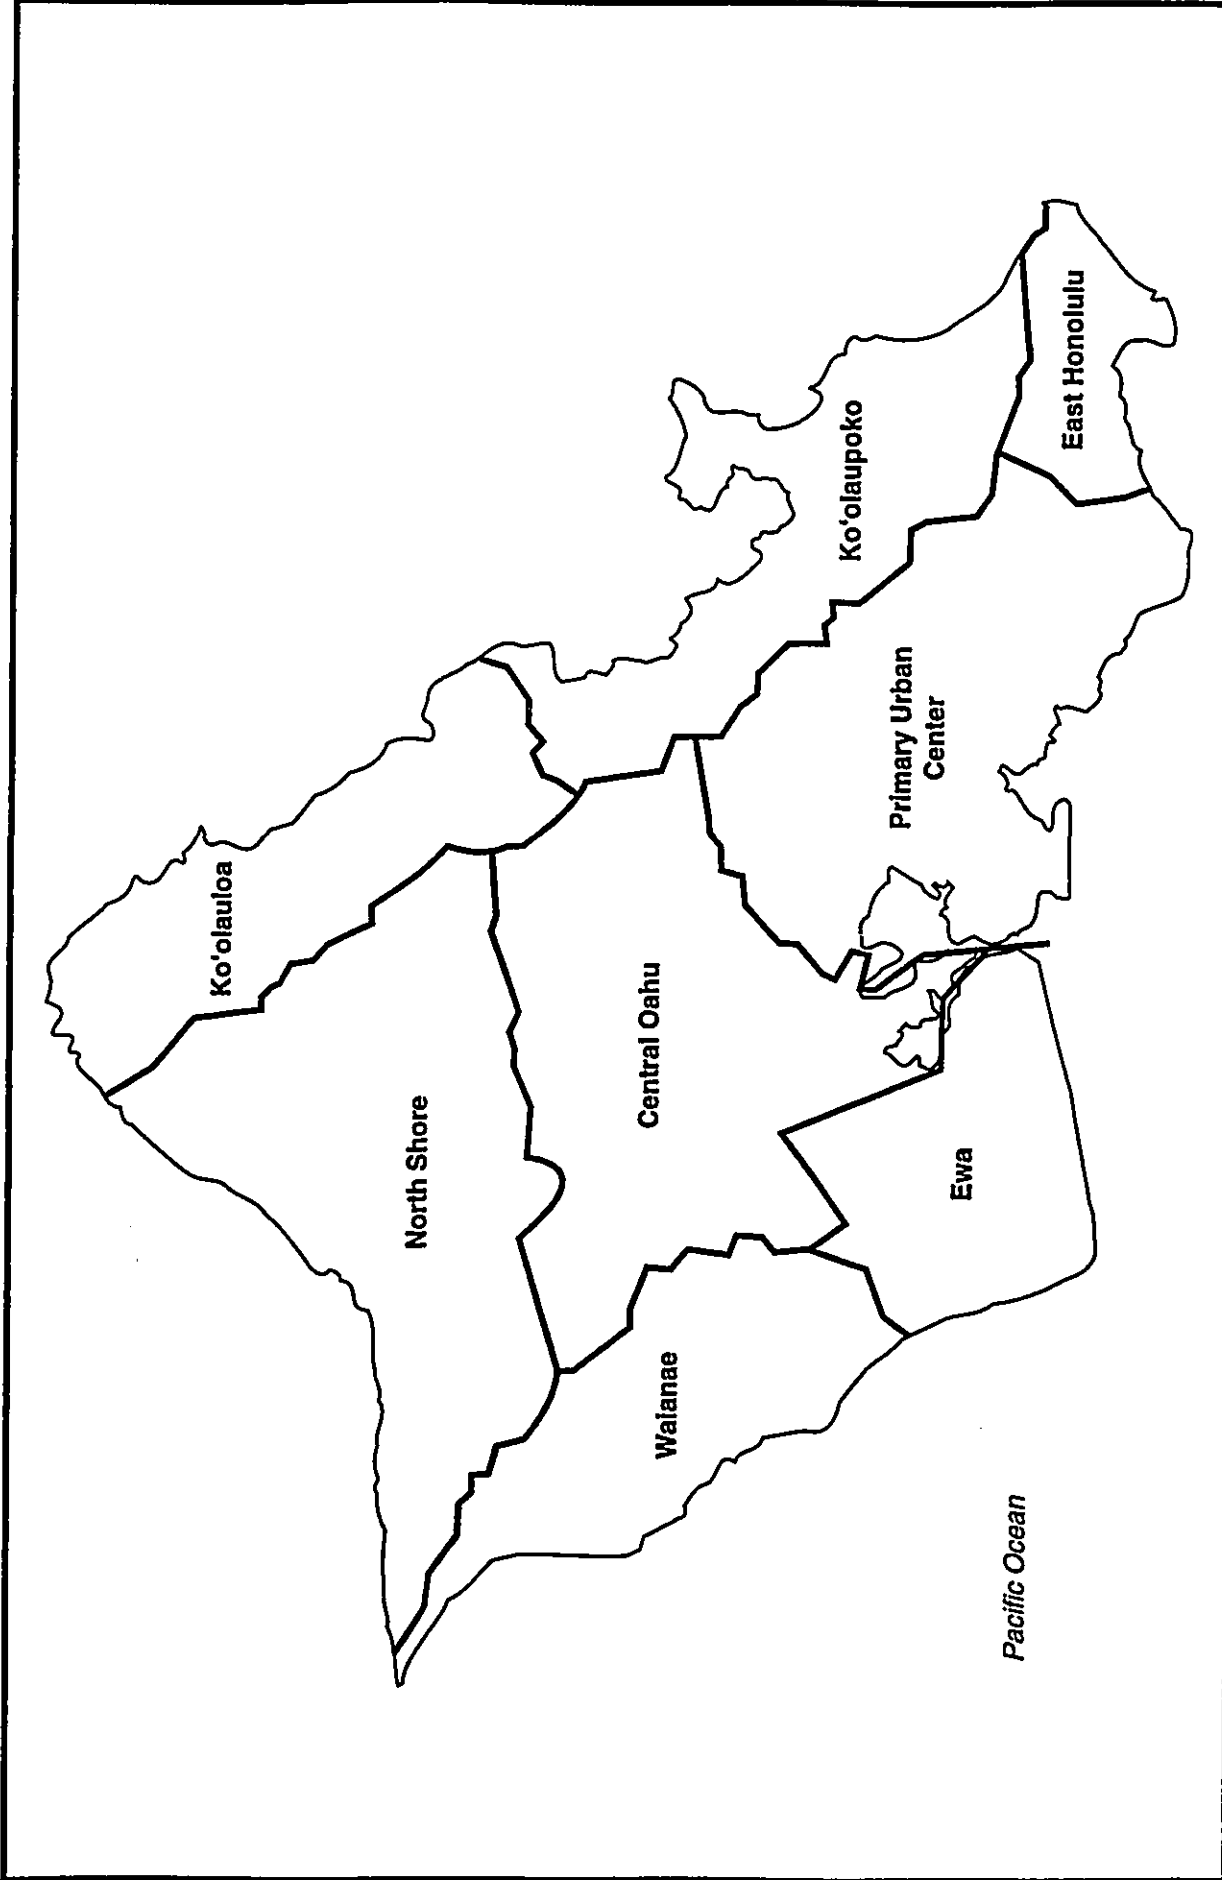 Ko‘olauloa
North Shore
Central Oahu
Waianae
Ko‘olaupoko
Primary Urban
Center
Ewa
East Honolulu
Pacific Ocean